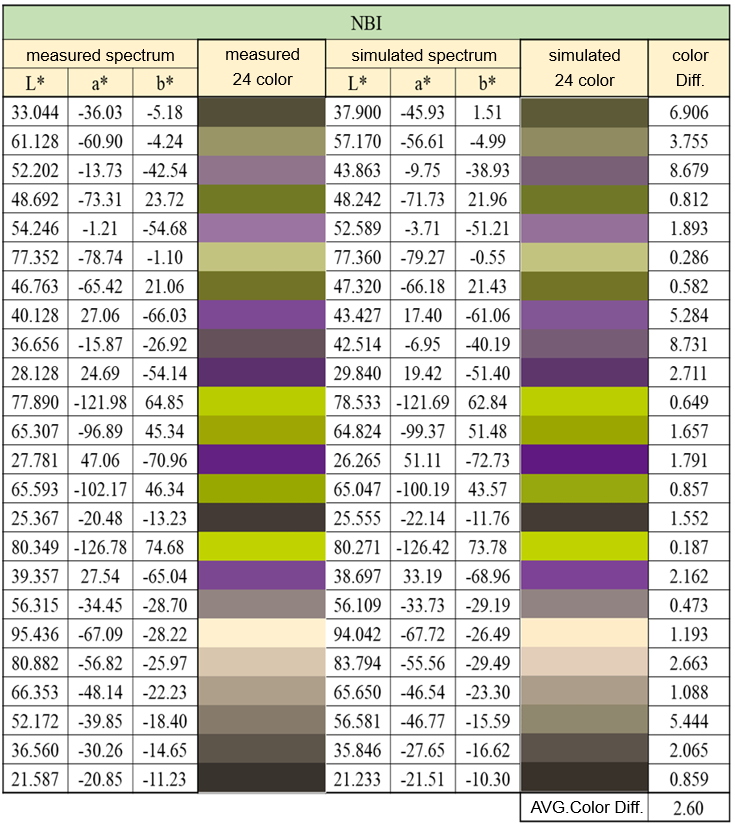 NBI
measured spectrum measured 24 color simulated spectrum simulated 24 color color Diff.
L* a* b* L* a* b*
33.044 -36.03 -5.18 37.900 -45.93 1.51 6.906
61.128 -60.90 -4.24 57.170 -56.61 -4.99 3.755
52.202 -13.73 -42.54 43.863 -9.75 -38.93 8.679
48.692 -73.31 23.72 48.242 -71.73 21.96 0.812
54.246 -1.21 -54.68 52.589 -3.71 -51.21 1.893
77.352 -78.74 -1.10 77.360 -79.27 -0.55 0.286
46.763 -65.42 21.06 47.320 -66.18 21.43 0.582
40.128 27.06 -66.03 43.427 17.40 -61.06 5.284
36.656 -15.87 -26.92 42.514 -6.95 -40.19 8.731
28.128 24.69 -54.14 29.840 19.42 -51.40 2.711
77.890 -121.98 64.85 78.533 -121.69 62.84 0.649
65.307 -96.89 45.34 64.824 -99.37 51.48 1.657
27.781 47.06 -70.96 26.265 51.11 -72.73 1.791
65.593 -102.17 46.34 65.047 -100.19 43.57 0.857
25.367 -20.48 -13.23 25.555 -22.14 -11.76 1.552
80.349 -126.78 74.68 80.271 -126.42 73.78 0.187
39.357 27.54 -65.04 38.697 33.19 -68.96 2.162
56.315 -34.45 -28.70 56.109 -33.73 -29.19 0.473
95.436 -67.09 -28.22 94.042 -67.72 -26.49 1.193
80.882 -56.82 -25.97 83.794 -55.56 -29.49 2.663
66.353 -48.14 -22.23 65.650 -46.54 -23.30 1.088
52.172 -39.85 -18.40 56.581 -46.77 -15.59 5.444
36.560 -30.26 -14.65 35.846 -27.65 -16.62 2.065
21.587 -20.85 -11.23 21.233 -21.51 -10.30 0.859
AVG.Color Diff. 2.60